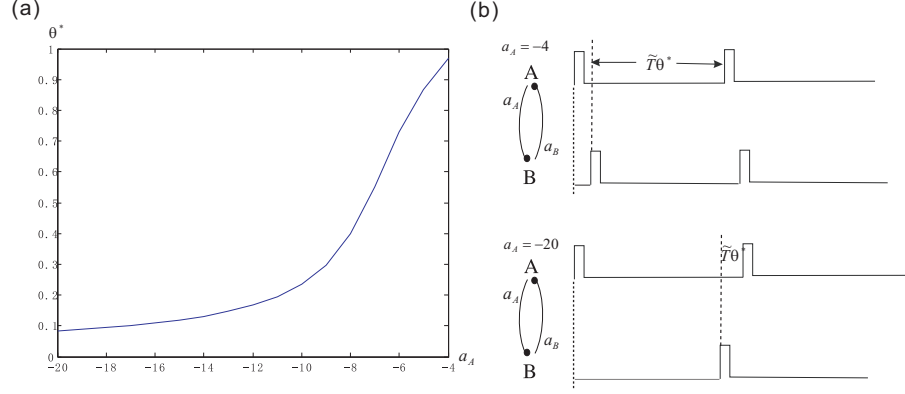 (a)
θ*
1
0.9
0.8
0.7
0.6
0.5
0.4
0.3
0.2
0.1
0
-20 -18 -16 -14 -12 -10 -8 -6 -4
a_A
(b)
a_A = -4
A
a_A
a_B
B
T̃θ*
a_A = -20
A
a_A
a_B
B
T̃θ*